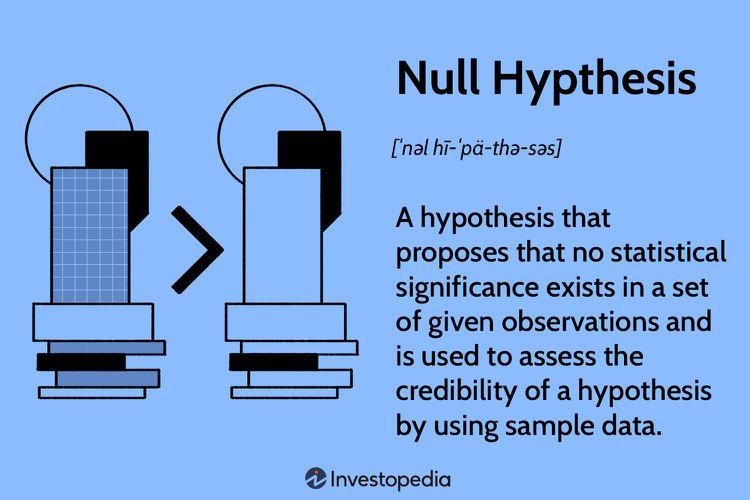 Null Hypthesis
[ˈnəl hī-ˈpä-thə-səs]
A hypothesis that
proposes that no statistical
significance exists in a set
of given observations and
is used to assess the
credibility of a hypothesis
by using sample data.
Investopedia